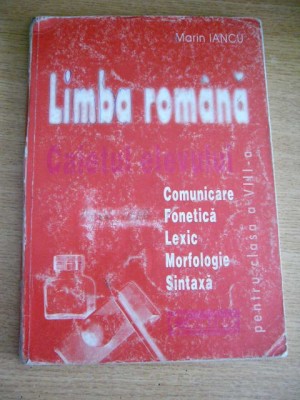 Marin IANCU
Limba română
Caietul elevului
Comunicare
Fonetică
Lexic
Morfologie
Sintaxă
pentru clasa a VIII-a